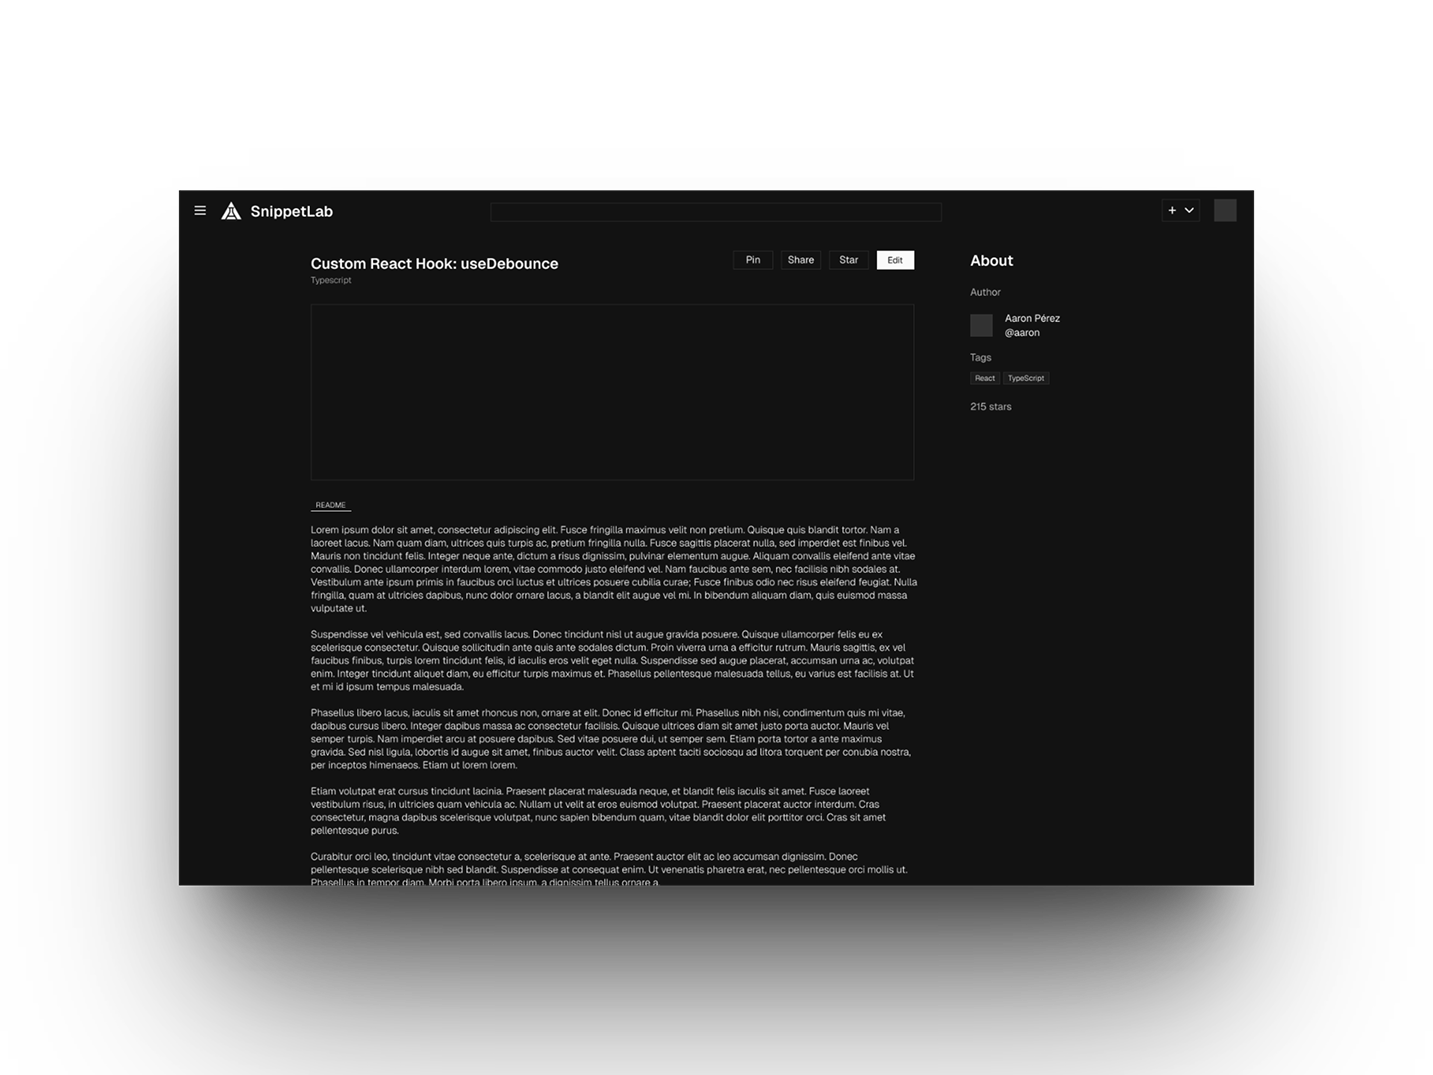 SnippetLab
Custom React Hook: useDebounce
Typescript
Pin
Share
Star
Edit
README
Lorem ipsum dolor sit amet, consectetur adipiscing elit. Fusce fringilla maximus velit non pretium. Quisque quis blandit tortor. Nam a
laoreet lacus. Nam quam diam, ultrices quis turpis ac, pretium fringilla nulla. Fusce sagittis placerat nulla, sed imperdiet est finibus vel.
Mauris non tincidunt felis. Integer neque ante, dictum a risus dignissim, pulvinar elementum augue. Aliquam convallis eleifend ante vitae
convallis. Donec ullamcorper interdum lorem, vitae commodo justo eleifend vel. Nam faucibus ante sem, nec facilisis nibh sodales at.
Vestibulum ante ipsum primis in faucibus orci luctus et ultrices posuere cubilia curae; Fusce finibus odio nec risus eleifend feugiat. Nulla
fringilla, quam at ultricies dapibus, nunc dolor ornare lacus, a blandit elit augue vel mi. In bibendum aliquam diam, quis euismod massa
vulputate ut.
Suspendisse vel vehicula est, sed convallis lacus. Donec tincidunt nisl ut augue gravida posuere. Quisque ullamcorper felis eu ex
scelerisque consectetur. Quisque sollicitudin ante quis ante sodales dictum. Proin viverra urna a efficitur rutrum. Mauris sagittis, ex vel
faucibus finibus, turpis lorem tincidunt felis, id iaculis eros velit eget nulla. Suspendisse sed augue placerat, accumsan urna ac, volutpat
enim. Integer tincidunt aliquet diam, eu efficitur turpis maximus et. Phasellus pellentesque malesuada tellus, eu varius est facilisis at. Ut
et mi id ipsum tempus malesuada.
Phasellus libero lacus, iaculis sit amet rhoncus non, ornare at elit. Donec id efficitur mi. Phasellus nibh nisi, condimentum quis mi vitae,
dapibus cursus libero. Integer dapibus massa ac consectetur facilisis. Quisque ultrices diam sit amet justo porta auctor. Mauris vel
semper turpis. Nam imperdiet arcu at posuere dapibus. Sed vitae posuere dui, ut semper sem. Etiam porta tortor a ante maximus
gravida. Sed nisl ligula, lobortis id augue sit amet, finibus auctor velit. Class aptent taciti sociosqu ad litora torquent per conubia nostra,
per inceptos himenaeos. Etiam ut lorem lorem.
Etiam volutpat erat cursus tincidunt lacinia. Praesent placerat malesuada neque, et blandit felis iaculis sit amet. Fusce laoreet
vestibulum risus, in ultricies quam vehicula ac. Nullam ut velit at eros euismod volutpat. Praesent placerat auctor interdum. Cras
consectetur, magna dapibus scelerisque volutpat, nunc sapien bibendum quam, vitae blandit dolor elit porttitor orci. Cras sit amet
pellentesque purus.
Curabitur orci leo, tincidunt vitae consectetur a, scelerisque at ante. Praesent auctor elit ac leo accumsan dignissim. Donec
pellentesque scelerisque nibh sed blandit. Suspendisse at consequat enim. Ut venenatis pharetra erat, nec pellentesque orci mollis ut.
Phasellus in tempor diam. Morbi porta libero ipsum, a dignissim tellus ornare a.
About
Author
Aaron Pérez
@aaron
Tags
React
TypeScript
215 stars